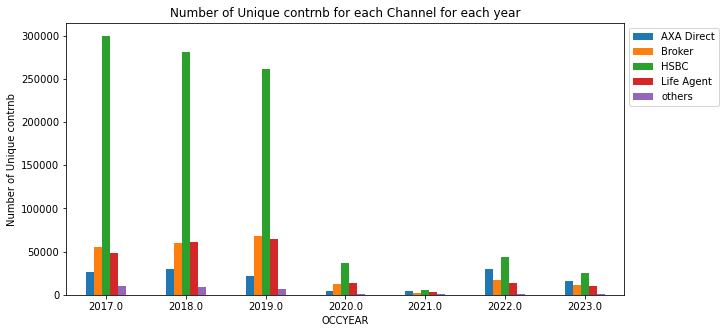 Number of Unique contrnb for each Channel for each year
AXA Direct
Broker
HSBC
Life Agent
others
Number of Unique contrnb
300000
250000
200000
150000
100000
50000
0
2017.0 2018.0 2019.0 2020.0 2021.0 2022.0 2023.0
OCCYEAR